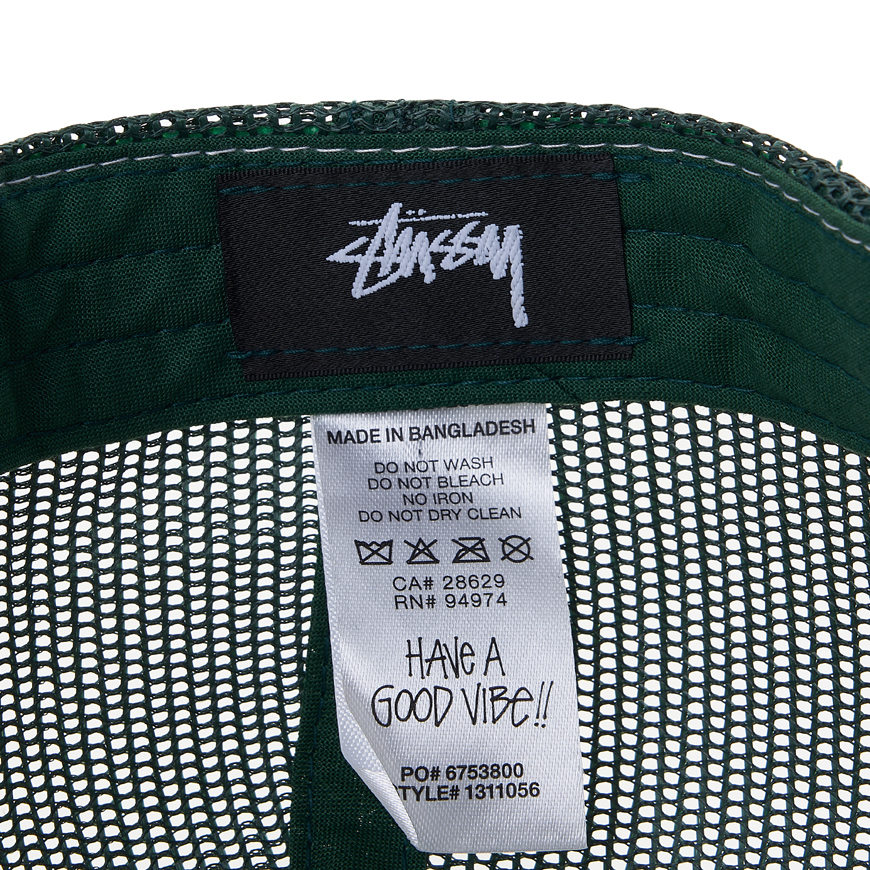 Stüssy
MADE IN BANGLADESH
DO NOT WASH
DO NOT BLEACH
NO IRON
DO NOT DRY CLEAN
CA# 28629
RN# 94974
HAVE A
GOOD VIBE!!
PO# 6753800
STYLE# 1311056